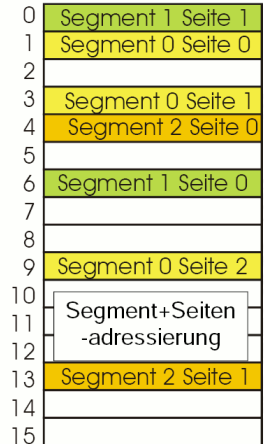 0 Segment 1 Seite 1
1 Segment 0 Seite 0
2
3 Segment 0 Seite 1
4 Segment 2 Seite 0
5
6 Segment 1 Seite 0
7
8
9 Segment 0 Seite 2
10
11 Segment+Seiten
12 -adressierung
13 Segment 2 Seite 1
14
15